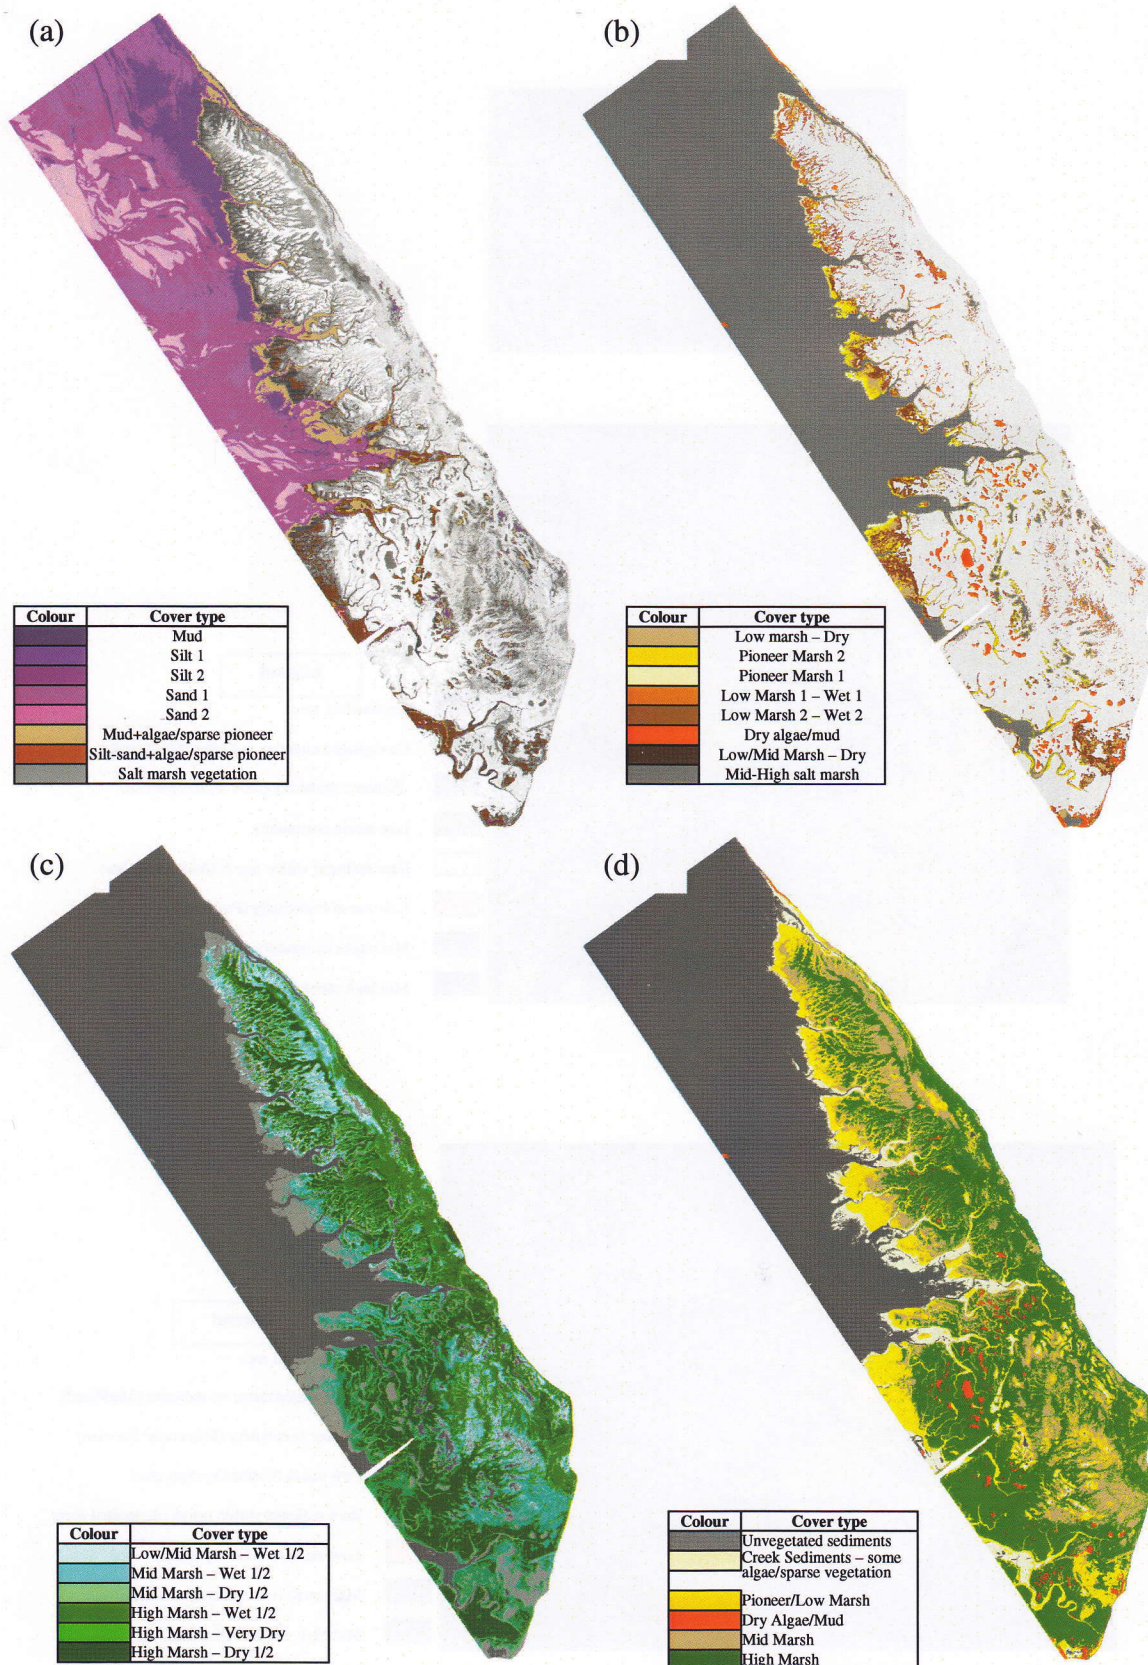 (a)
(b)
Colour Cover type
Mud
Silt 1
Silt 2
Sand 1
Sand 2
Mud+algae/sparse pioneer
Silt-sand+algae/sparse pioneer
Salt marsh vegetation
Colour Cover type
Low marsh – Dry
Pioneer Marsh 2
Pioneer Marsh 1
Low Marsh 1 – Wet 1
Low Marsh 2 – Wet 2
Dry algae/mud
Low/Mid Marsh – Dry
Mid-High salt marsh
(c)
(d)
Colour Cover type
Low/Mid Marsh – Wet 1/2
Mid Marsh – Wet 1/2
Mid Marsh – Dry 1/2
High Marsh – Wet 1/2
High Marsh – Very Dry
High Marsh – Dry 1/2
Colour Cover type
Unvegetated sediments
Creek Sediments – some
algae/sparse vegetation
Pioneer/Low Marsh
Dry Algae/Mud
Mid Marsh
High Marsh